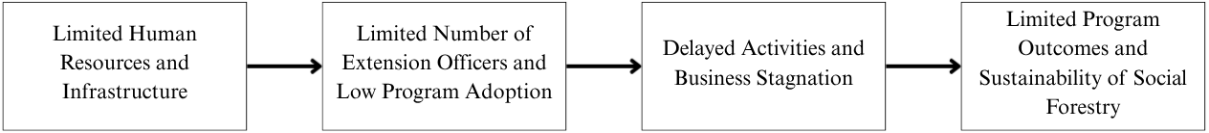 Limited Human
Resources and
Infrastructure
Limited Number of
Extension Officers and
Low Program Adoption
Delayed Activities and
Business Stagnation
Limited Program
Outcomes and
Sustainability of Social
Forestry